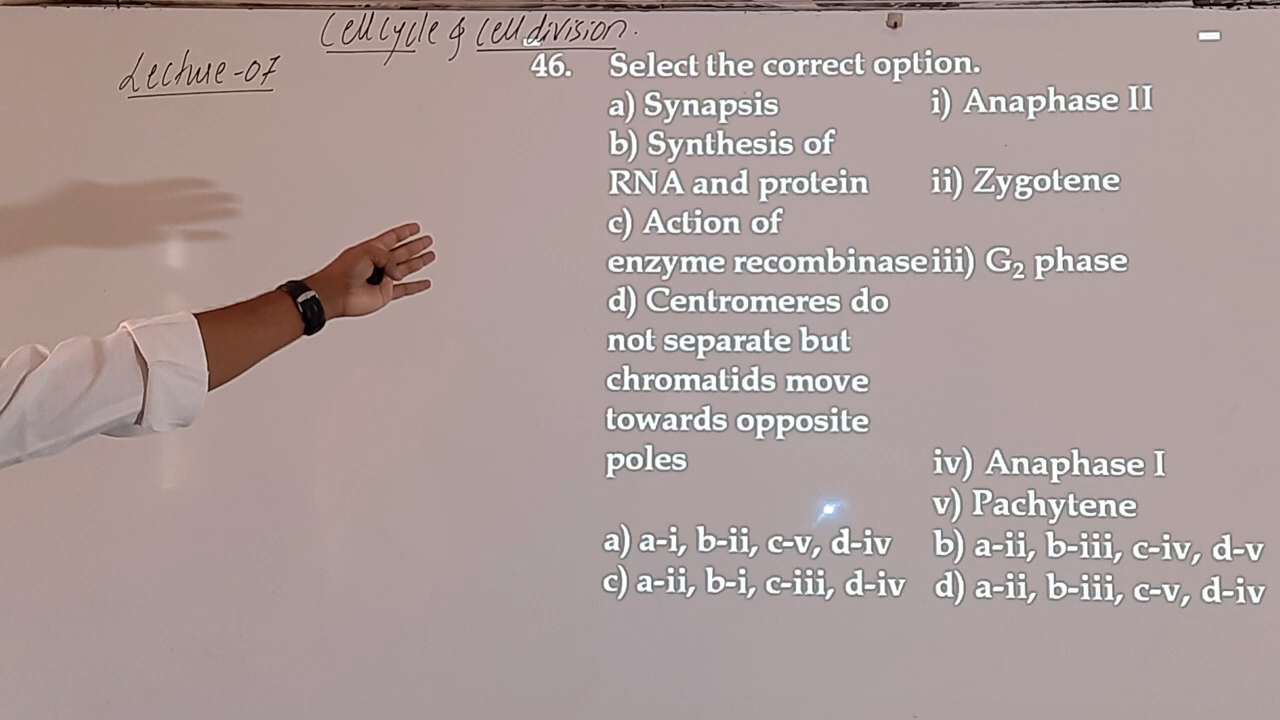 Cell cycle & cell division.
Lecture-07
46. Select the correct option.
a) Synapsis i) Anaphase II
b) Synthesis of
RNA and protein ii) Zygotene
c) Action of
enzyme recombinase iii) G₂ phase
d) Centromeres do
not separate but
chromatids move
towards opposite
poles iv) Anaphase I
v) Pachytene
a) a-i, b-ii, c-v, d-iv b) a-ii, b-iii, c-iv, d-v
c) a-ii, b-i, c-iii, d-iv d) a-ii, b-iii, c-v, d-iv